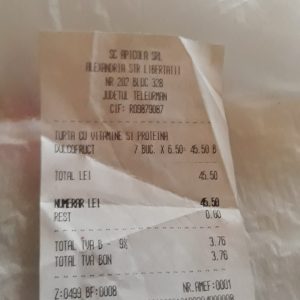 SC APICOLA SRL
ALEXANDRIA STR LIBERTATII
NR 202 BLOC 328
JUDETUL TELEORMAN
CIF: RO9879087
TURTA CU VITAMINE SI PROTEINA
DULCOFRUCT 7 BUC. X 6.50= 45.50 B
TOTAL LEI 45.50
NUMERAR LEI 45.50
REST 0.00
TOTAL TVA B - 9% 3.76
TOTAL TVA BON 3.76
Z:0499 BF:0008 NR.AMEF:0001